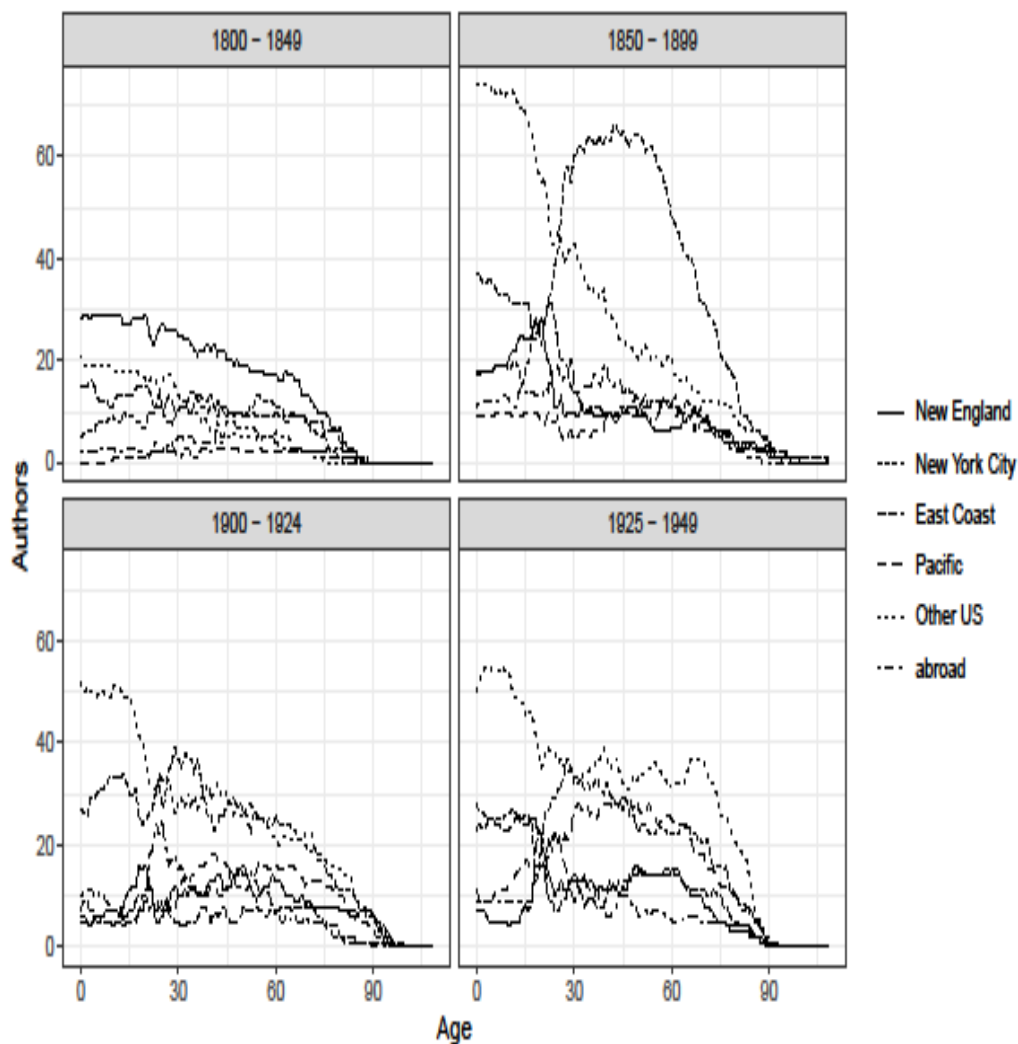 1800 - 1849
1850 - 1899
60
40
20
0
1900 - 1924
1925 - 1949
60
40
20
0
0 30 60 90
0 30 60 90
Authors
Age
New England
New York City
East Coast
Pacific
Other US
abroad